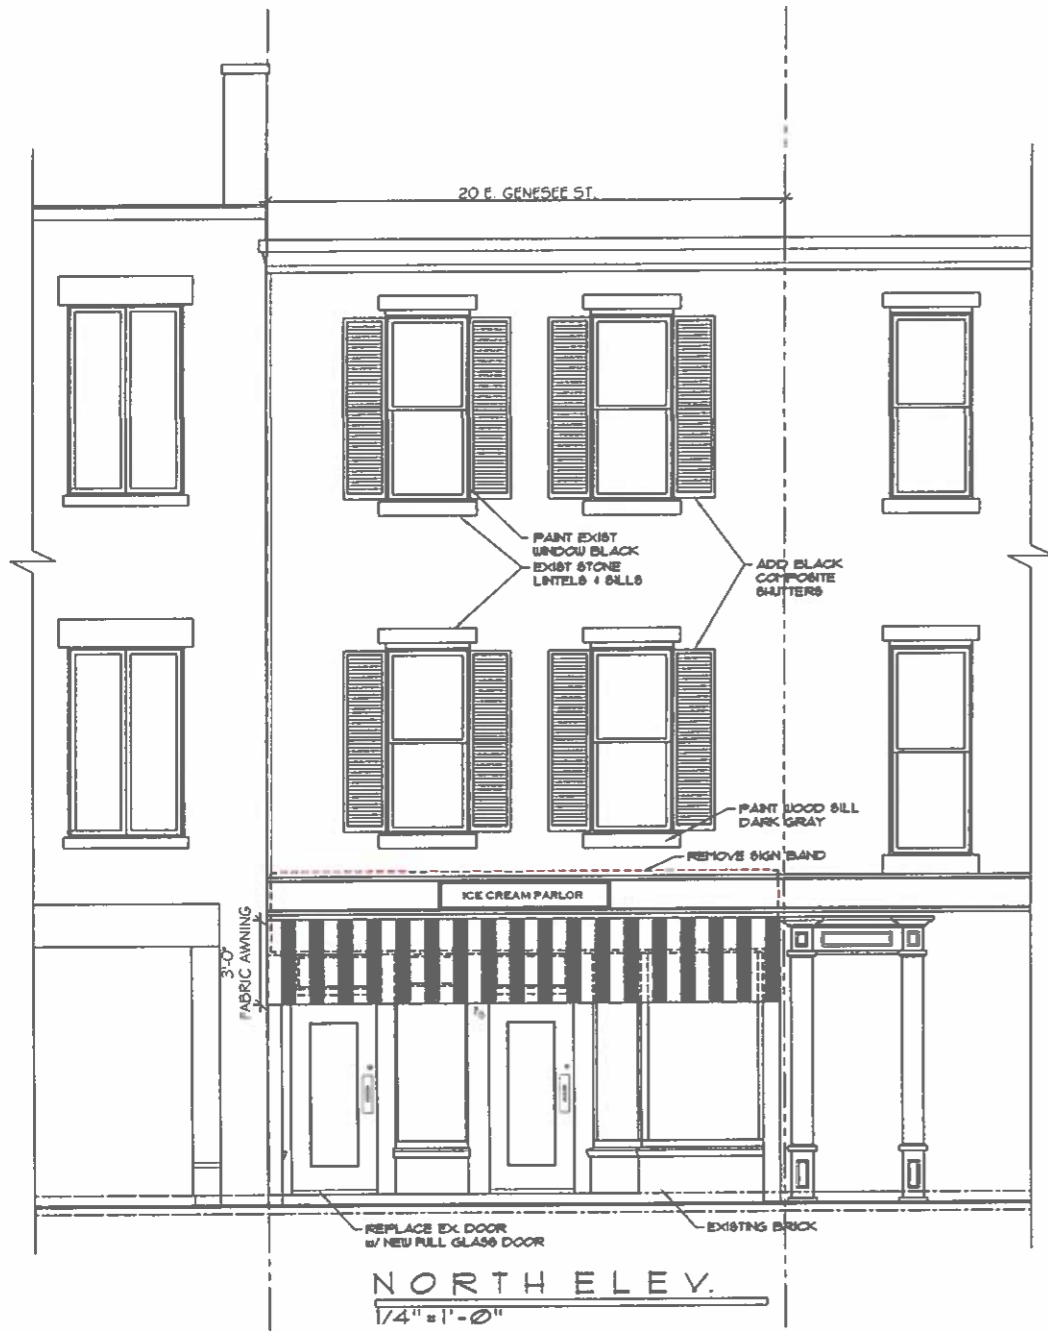 20 E. GENESEE ST.
PAINT EXIST
WINDOW BLACK
EXIST STONE
LINTELS & SILLS
ADD BLACK
COMPOSITE
SHUTTERS
PAINT WOOD SILL
DARK GRAY
REMOVE SIGN BAND
ICE CREAM PARLOR
3'-0"
FABRIC AWNING
REPLACE EX. DOOR
w/ NEW FULL GLASS DOOR
EXISTING BRICK
NORTH ELEV.
1/4" = 1'-0"